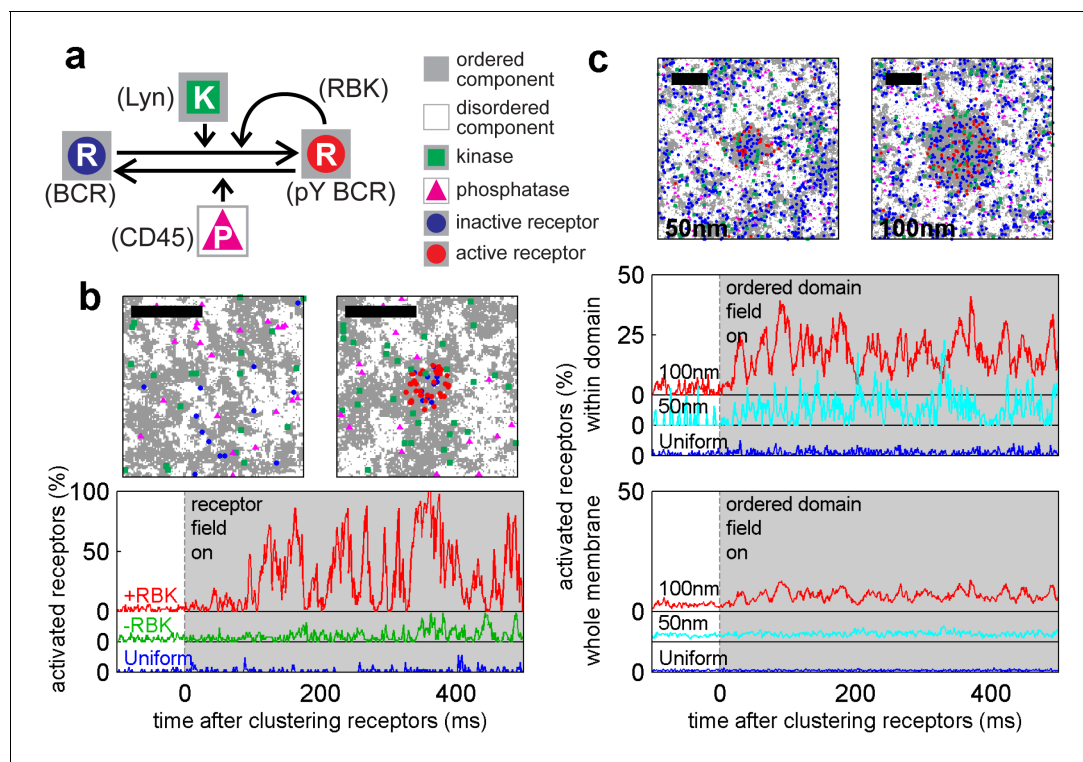 a
(Lyn)
K
(RBK)
R
R
(BCR)
(pY BCR)
(CD45)
P
ordered
component
disordered
component
kinase
phosphatase
inactive receptor
active receptor
b
activated receptors (%)
100
50
0
0
0
receptor
field
on
+RBK
-RBK
Uniform
0
200
400
time after clustering receptors (ms)
c
50nm
100nm
activated receptors (%)
within domain
50
25
0
0
0
ordered domain
field
on
100nm
50nm
Uniform
whole membrane
50
0
0
ordered domain
field
on
100nm
50nm
Uniform
0
200
400
time after clustering receptors (ms)